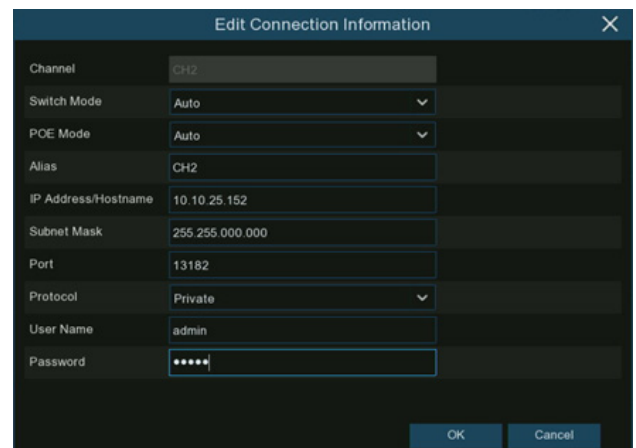 Edit Connection Information
Channel CH2
Switch Mode Auto
POE Mode Auto
Alias CH2
IP Address/Hostname 10.10.25.152
Subnet Mask 255.255.000.000
Port 13182
Protocol Private
User Name admin
Password •••••
OK Cancel